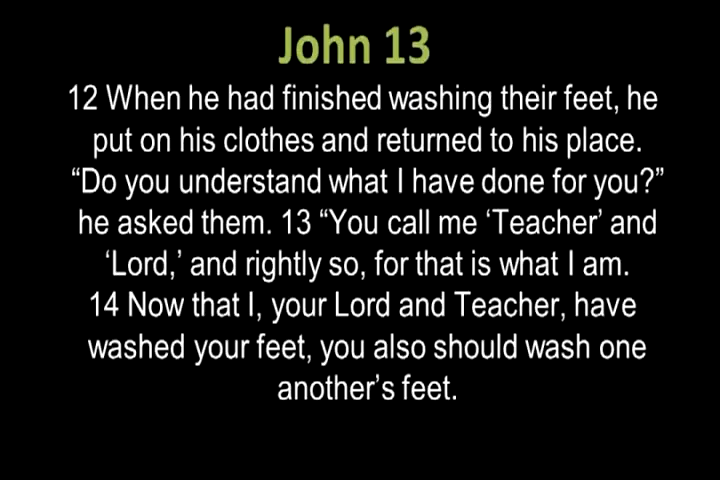 John 13
12 When he had finished washing their feet, he
put on his clothes and returned to his place.
“Do you understand what I have done for you?”
he asked them. 13 “You call me ‘Teacher’ and
‘Lord,’ and rightly so, for that is what I am.
14 Now that I, your Lord and Teacher, have
washed your feet, you also should wash one
another’s feet.